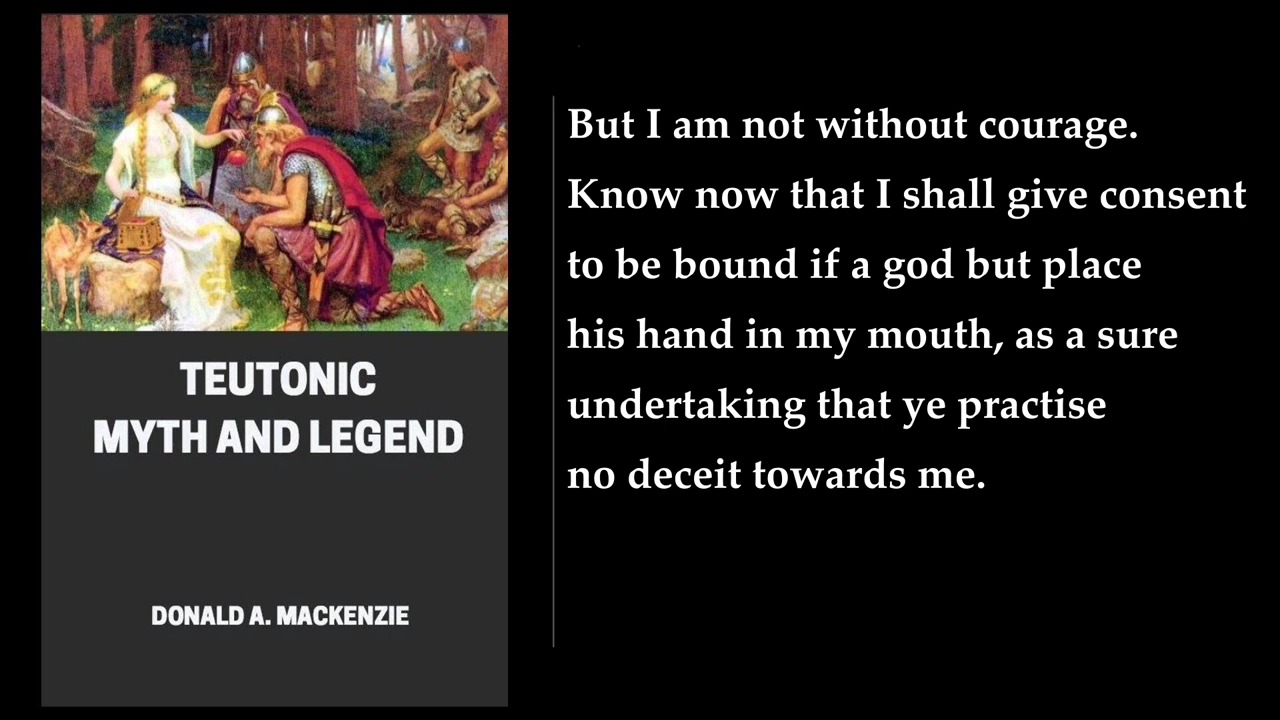 TEUTONIC
MYTH AND LEGEND
DONALD A. MACKENZIE
But I am not without courage.
Know now that I shall give consent
to be bound if a god but place
his hand in my mouth, as a sure
undertaking that ye practise
no deceit towards me.